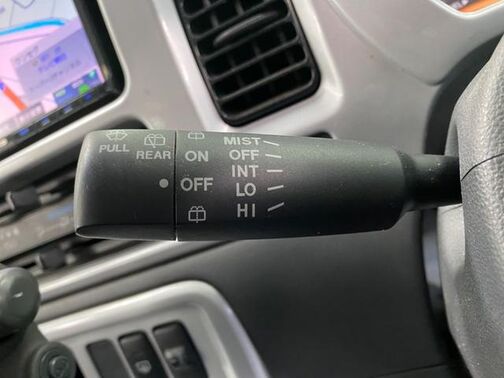 PULL
REAR
ON
OFF
MIST
OFF
INT
LO
HI